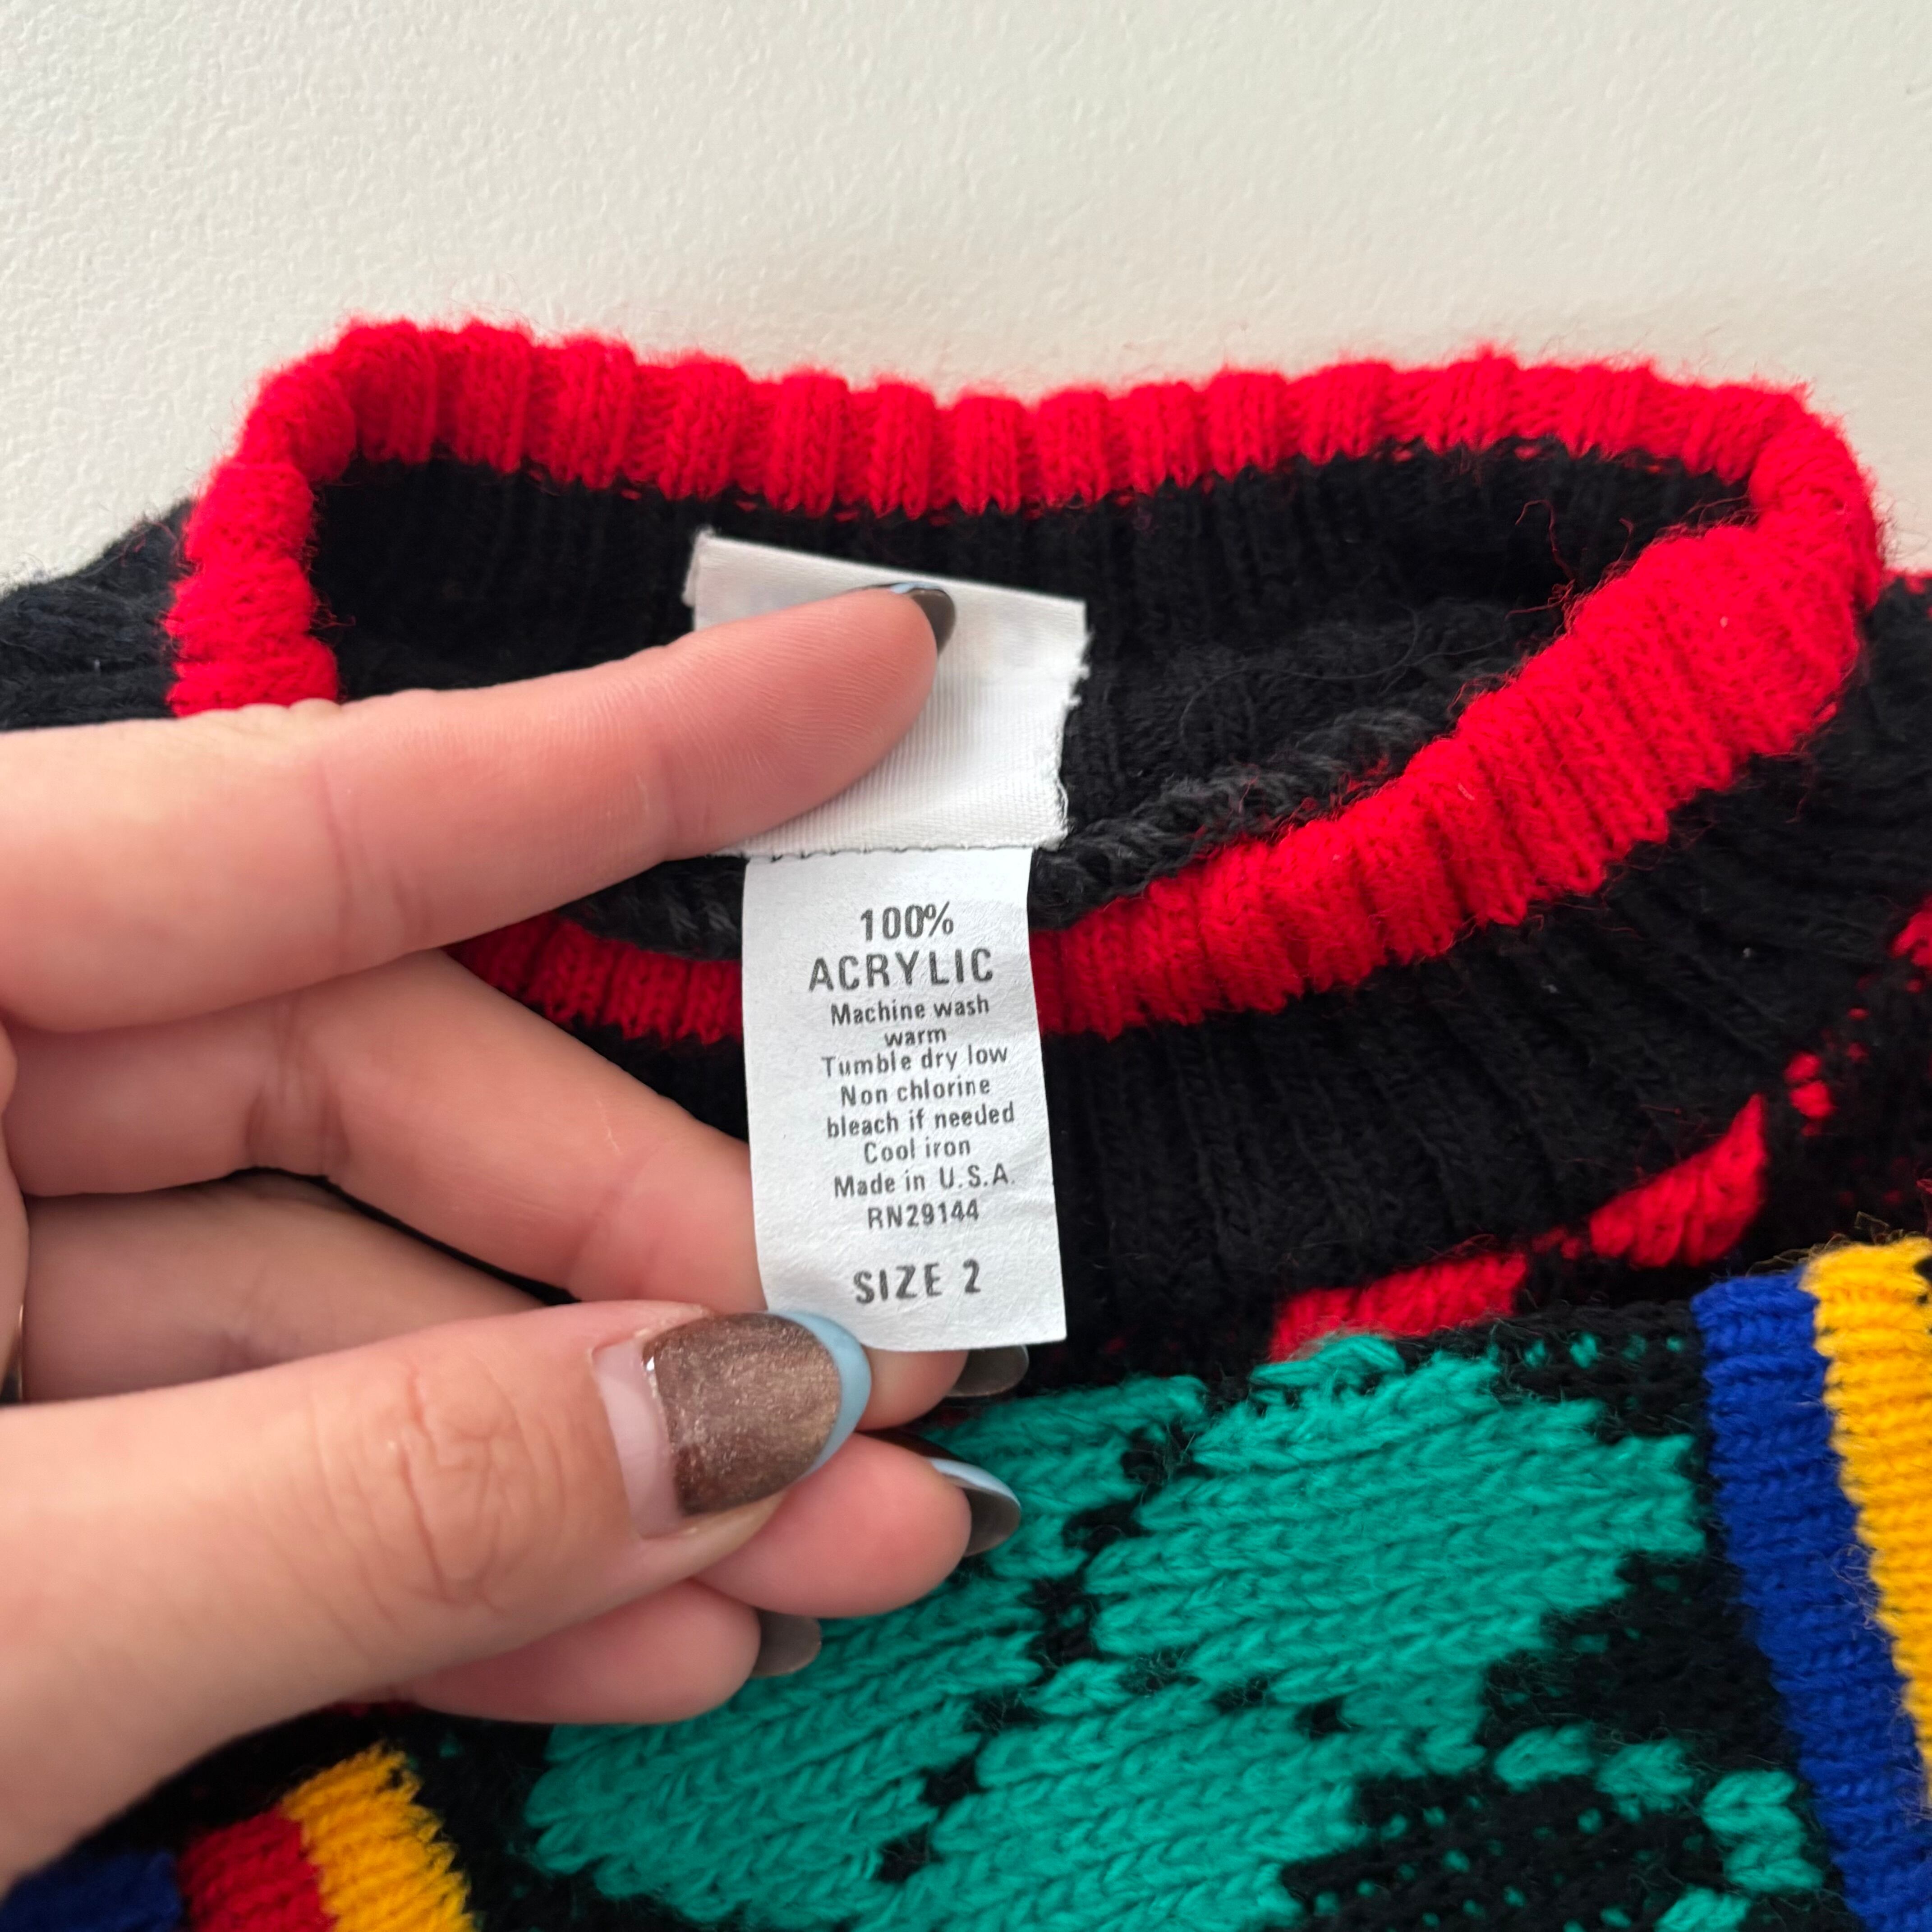 100%
ACRYLIC
Machine wash
warm
Tumble dry low
Non chlorine
bleach if needed
Cool iron
Made in U.S.A.
RN29144
SIZE 2